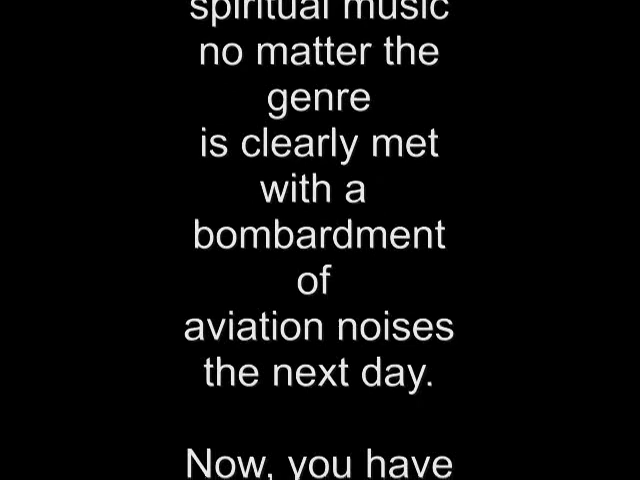 spiritual music
no matter the
genre
is clearly met
with a
bombardment
of
aviation noises
the next day.
Now, you have